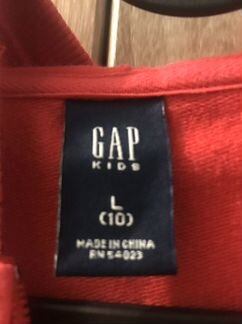 GAP
KIDS
L
(10)
MADE IN CHINA
RN 54023